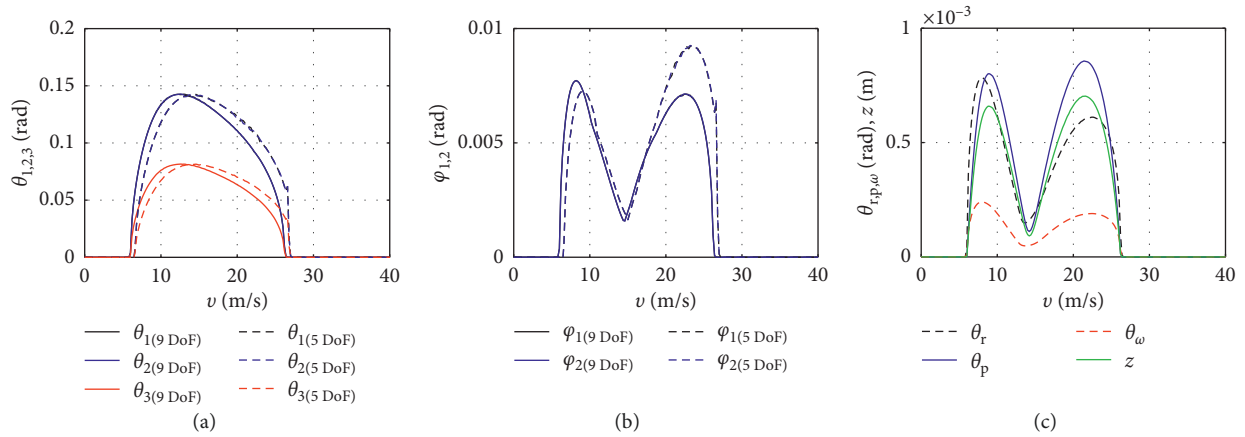 0.2
0.15
0.1
0.05
0
θ1,2,3 (rad)
0 10 20 30 40
υ (m/s)
θ1(9 DoF) θ1(5 DoF)
θ2(9 DoF) θ2(5 DoF)
θ3(9 DoF) θ3(5 DoF)
(a)
0.01
0.005
0
φ1,2 (rad)
0 10 20 30 40
υ (m/s)
φ1(9 DoF) φ1(5 DoF)
φ2(9 DoF) φ2(5 DoF)
(b)
×10−3
1
0.5
0
θr,p,ω (rad), z (m)
0 10 20 30 40
υ (m/s)
θr θω
θp z
(c)